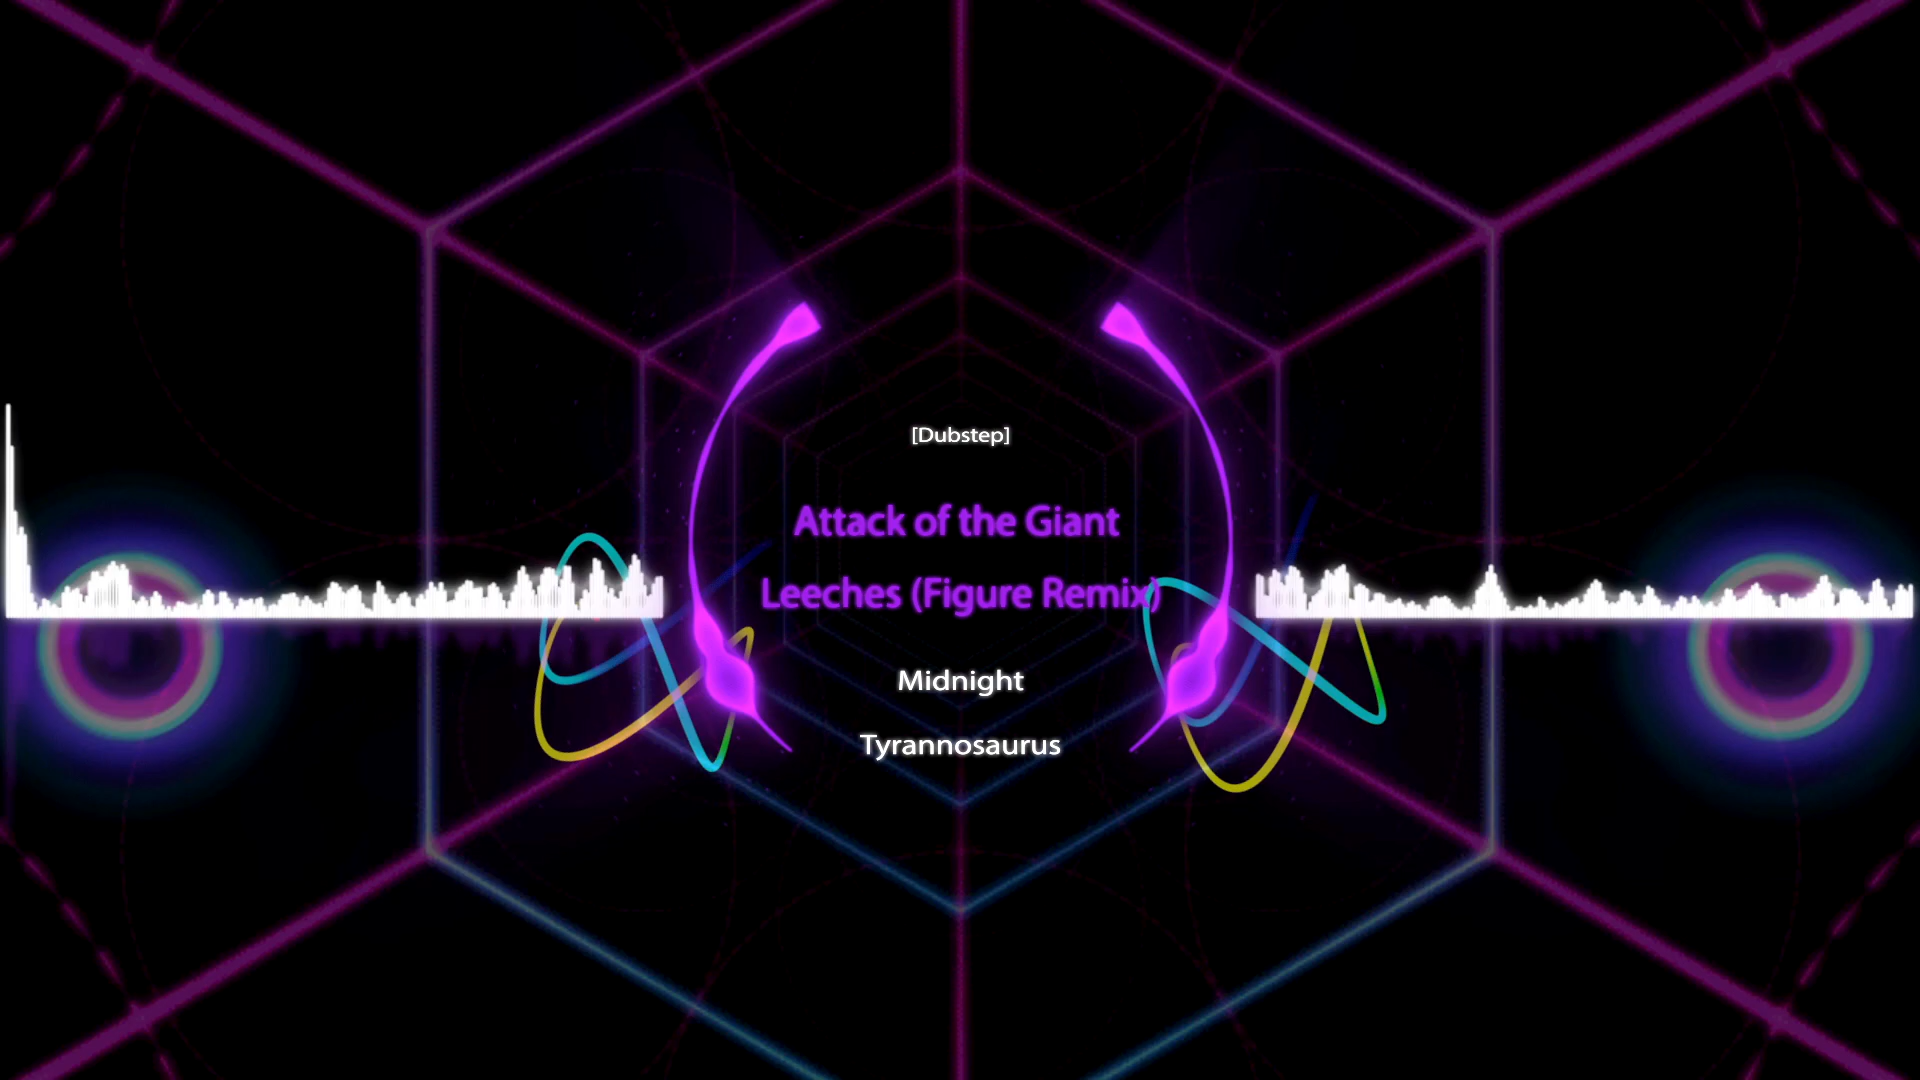 [Dubstep]
Attack of the Giant
Leeches (Figure Remix)
Midnight
Tyrannosaurus